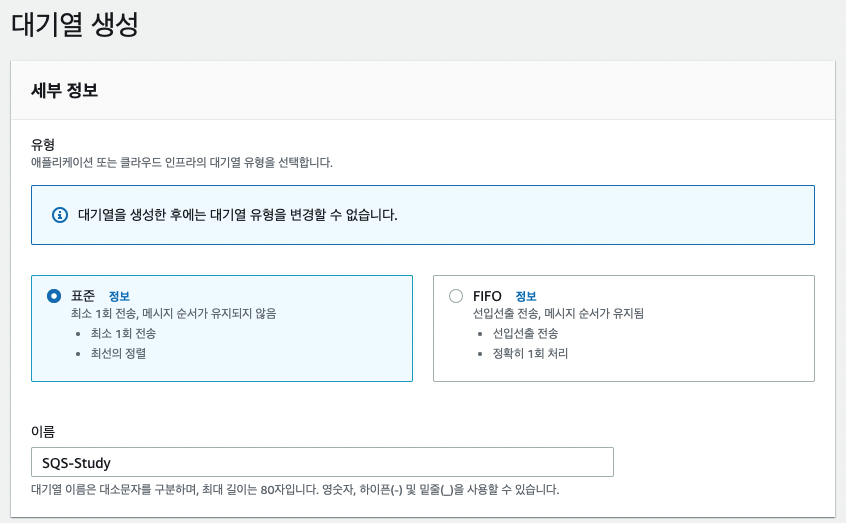 대기열 생성
세부 정보
유형
애플리케이션 또는 클라우드 인프라의 대기열 유형을 선택합니다.
대기열을 생성한 후에는 대기열 유형을 변경할 수 없습니다.
표준 정보
최소 1회 전송, 메시지 순서가 유지되지 않음
• 최소 1회 전송
• 최선의 정렬
FIFO 정보
선입선출 전송, 메시지 순서가 유지됨
• 선입선출 전송
• 정확히 1회 처리
이름
SQS-Study
대기열 이름은 대소문자를 구분하며, 최대 길이는 80자입니다. 영숫자, 하이픈(-) 및 밑줄(_)을 사용할 수 있습니다.